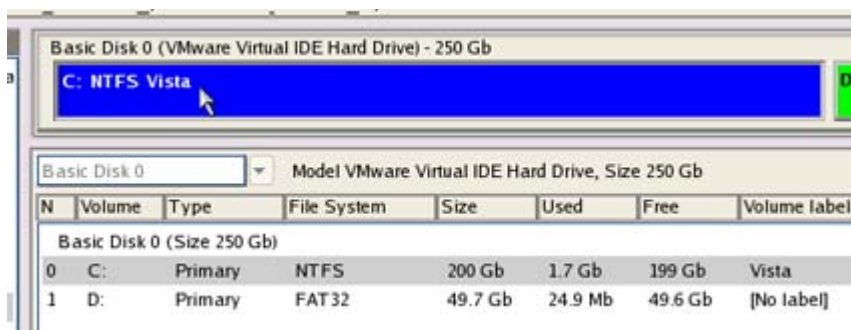 Basic Disk 0 (VMware Virtual IDE Hard Drive) - 250 Gb
C: NTFS Vista
D
Basic Disk 0 Model VMware Virtual IDE Hard Drive, Size 250 Gb
N Volume Type File System Size Used Free Volume label
Basic Disk 0 (Size 250 Gb)
0 C: Primary NTFS 200 Gb 1.7 Gb 199 Gb Vista
1 D: Primary FAT32 49.7 Gb 24.9 Mb 49.6 Gb [No label]